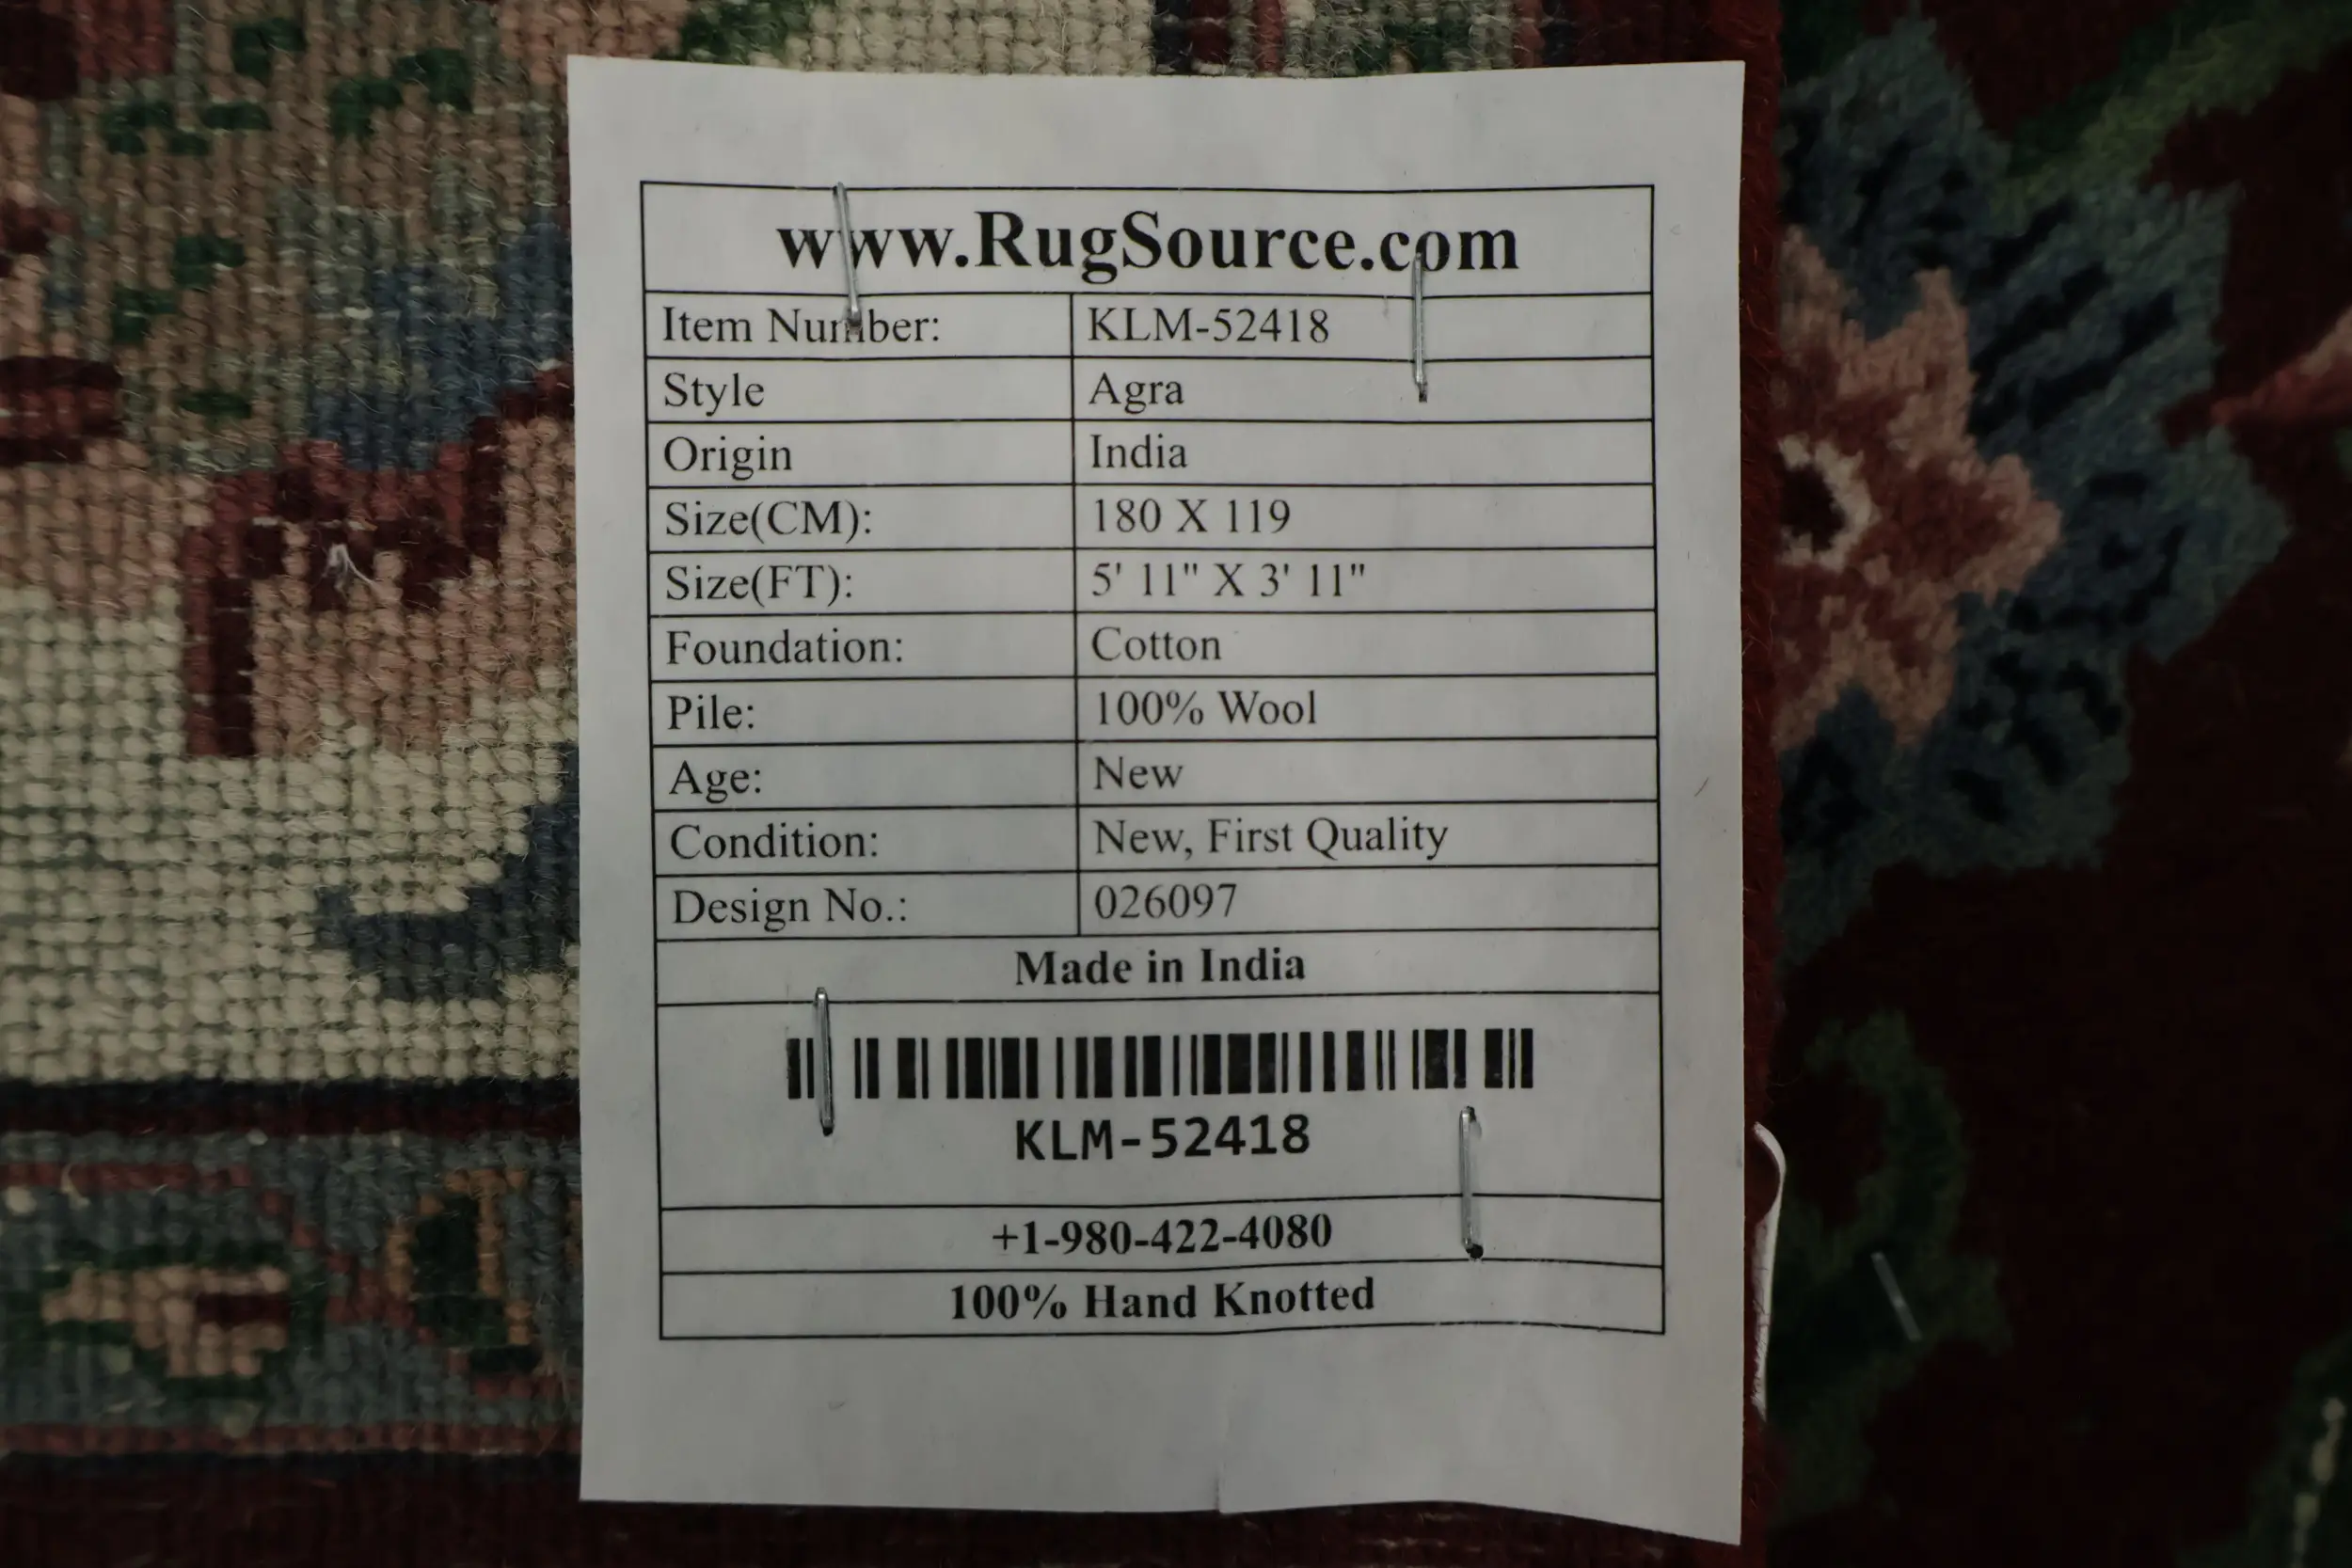 www.RugSource.com
Item Number: KLM-52418
Style Agra
Origin India
Size(CM): 180 X 119
Size(FT): 5' 11" X 3' 11"
Foundation: Cotton
Pile: 100% Wool
Age: New
Condition: New, First Quality
Design No.: 026097
Made in India
KLM-52418
+1-980-422-4080
100% Hand Knotted